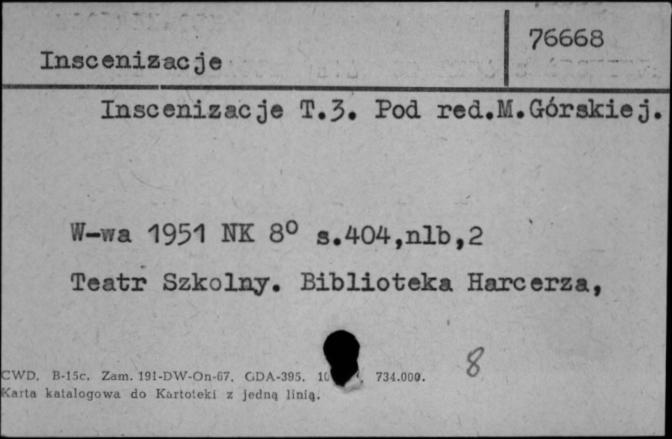 76668
Inscenizacje
Inscenizacje T.3. Pod red.M.Górskiej.
W-wa 1951 NK 8° s.404,nlb,2
Teatr Szkolny. Biblioteka Harcerza,
8
CWD. B-15c. Zam. 191-DW-On-67. GDA-395. 734.000.
Karta katalogowa do Kartoteki z jedną linią.